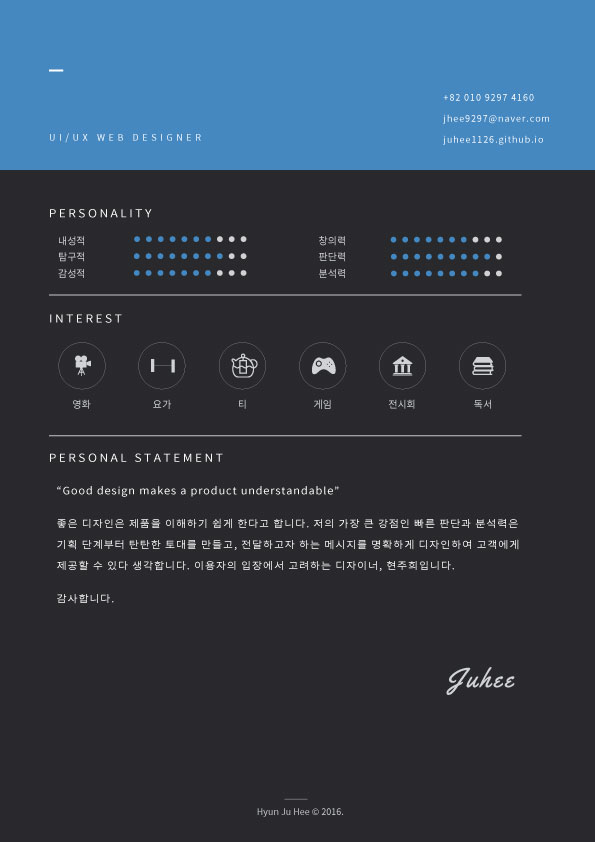 +82 010 9297 4160
jhee9297@naver.com
UI/UX WEB DESIGNER
juhee1126.github.io
PERSONALITY
내성적
창의력
탐구적
판단력
감성적
분석력
INTEREST
영화
요가
티
게임
전시회
독서
PERSONAL STATEMENT
“Good design makes a product understandable”
좋은 디자인은 제품을 이해하기 쉽게 한다고 합니다. 저의 가장 큰 강점인 빠른 판단과 분석력은
기획 단계부터 탄탄한 토대를 만들고, 전달하고자 하는 메시지를 명확하게 디자인하여 고객에게
제공할 수 있다 생각합니다. 이용자의 입장에서 고려하는 디자이너, 현주희입니다.
감사합니다.
Juhee
Hyun Ju Hee © 2016.